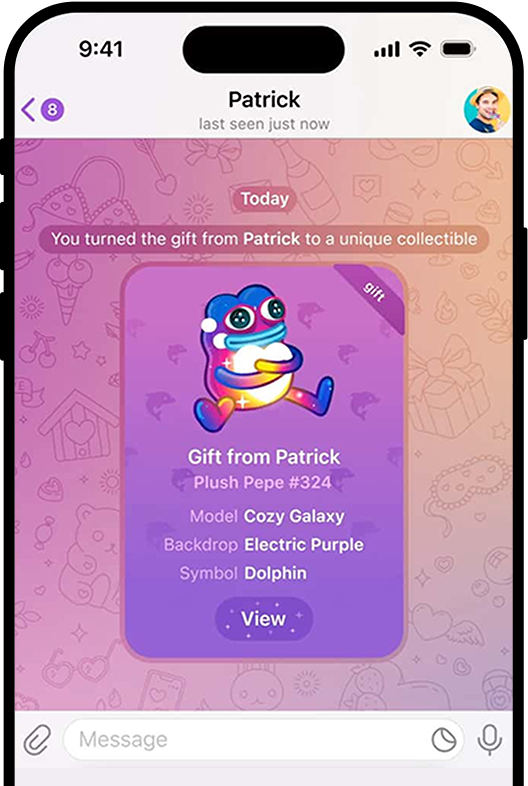 9:41
8
Patrick
last seen just now
Today
You turned the gift from Patrick to a unique collectible
gift
Gift from Patrick
Plush Pepe #324
Model Cozy Galaxy
Backdrop Electric Purple
Symbol Dolphin
View
Message